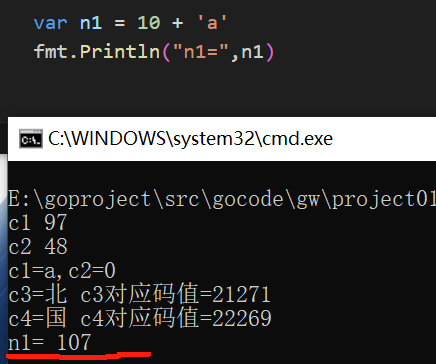 var n1 = 10 + 'a'
fmt.Println("n1=",n1)
C:\WINDOWS\system32\cmd.exe
E:\goproject\src\gocode\gw\project01
c1 97
c2 48
c1=a,c2=0
c3=北 c3对应码值=21271
c4=国 c4对应码值=22269
n1= 107